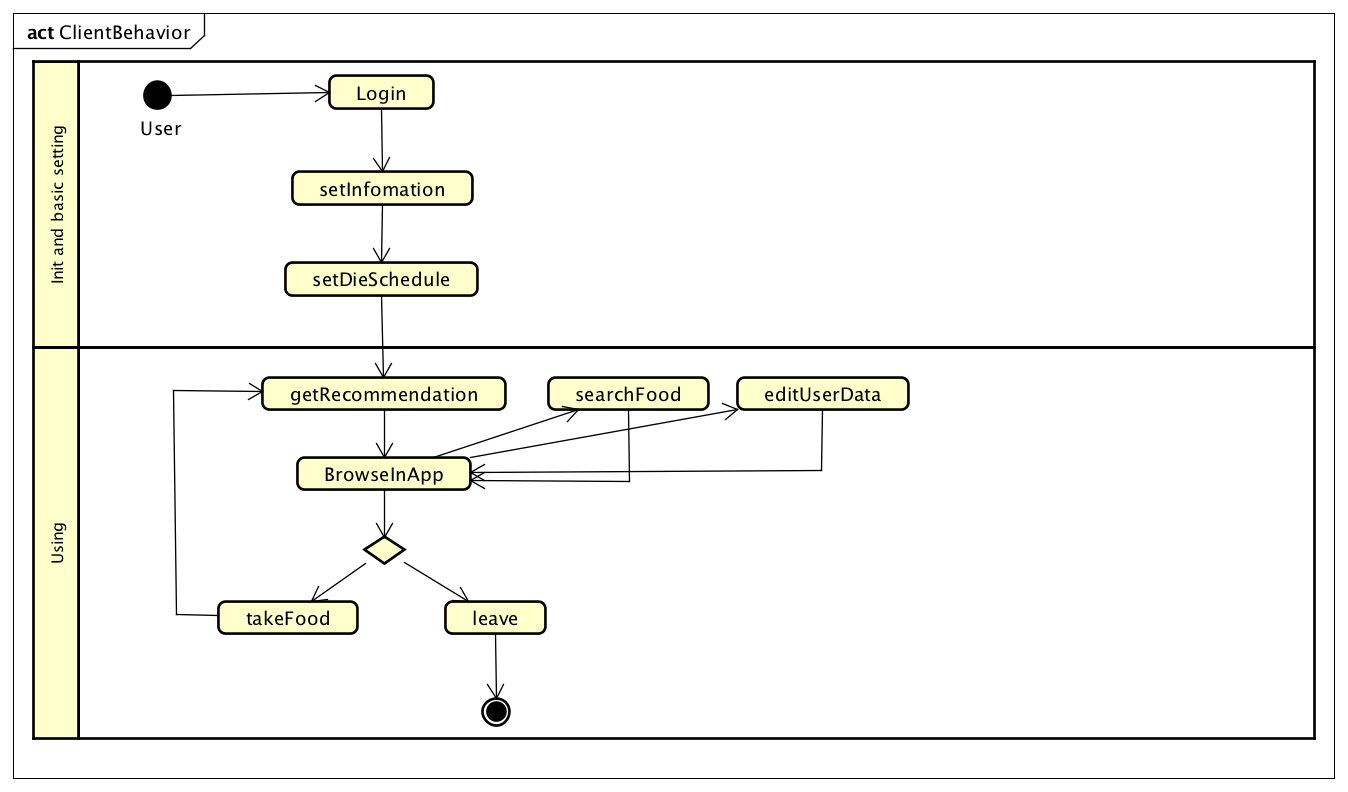 act ClientBehavior
Init and basic setting
User
Login
setInfomation
setDieSchedule
Using
getRecommendation
searchFood
editUserData
BrowseInApp
takeFood
leave